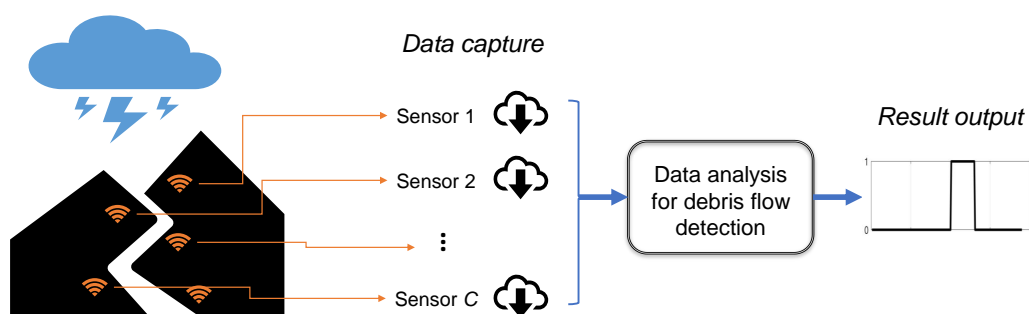 Data capture
Sensor 1
Sensor 2
⋮
Sensor C
Data analysis
for debris flow
detection
Result output
1
0